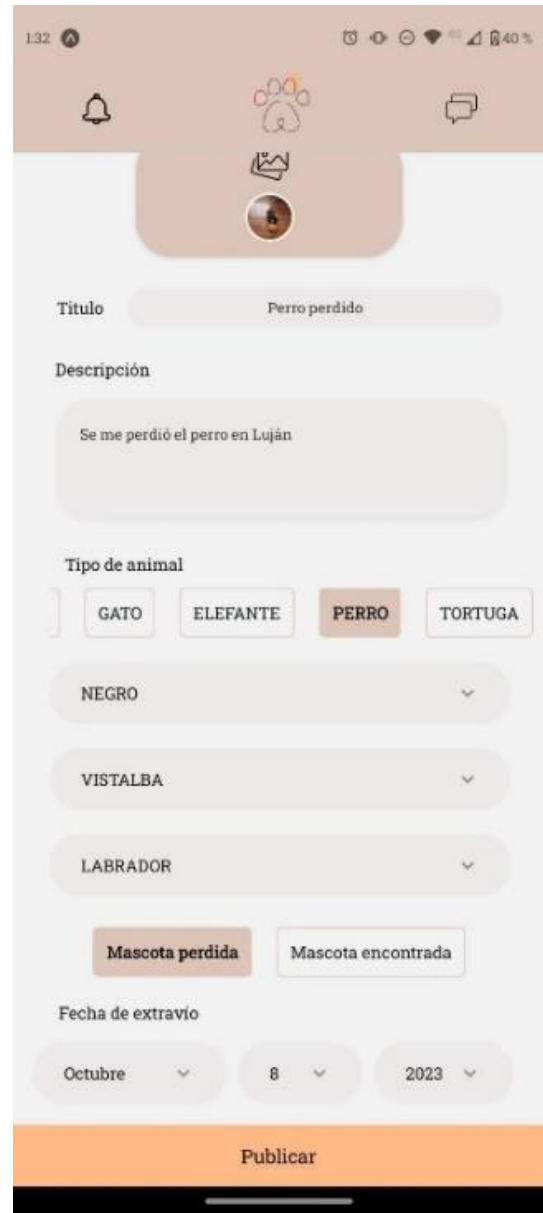 1:32 40 %
Titulo Perro perdido
Descripción
Se me perdió el perro en Luján
Tipo de animal
GATO ELEFANTE PERRO TORTUGA
NEGRO
VISTALBA
LABRADOR
Mascota perdida Mascota encontrada
Fecha de extravío
Octubre 8 2023
Publicar